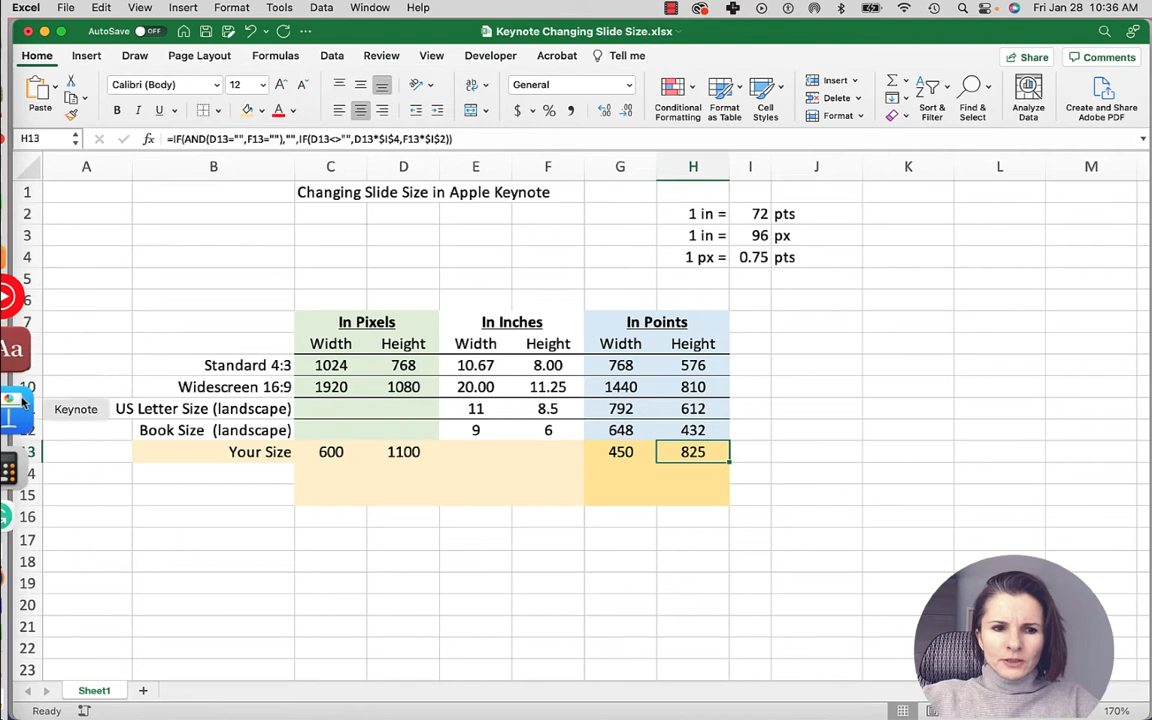 Excel File Edit View Insert Format Tools Data Window Help Fri Jan 28 10:36 AM
AutoSave OFF Keynote Changing Slide Size.xlsx
Home Insert Draw Page Layout Formulas Data Review View Developer Acrobat Tell me Share Comments
Paste Calibri (Body) 12 General Conditional Formatting Format as Table Cell Styles Insert Delete Format Sort & Filter Find & Select Analyze Data Create and Share Adobe PDF
H13 fx =IF(AND(D13="",F13=""),"",IF(D13<>"",D13*$I$4,F13*$I$2))
A B C D E F G H I J K L M
1 Changing Slide Size in Apple Keynote
2 1 in = 72 pts
3 1 in = 96 px
4 1 px = 0.75 pts
5
6
7 In Pixels In Inches In Points
Width Height Width Height Width Height
Standard 4:3 1024 768 10.67 8.00 768 576
10 Widescreen 16:9 1920 1080 20.00 11.25 1440 810
Keynote US Letter Size (landscape) 11 8.5 792 612
12 Book Size (landscape) 9 6 648 432
13 Your Size 600 1100 450 825
14
15
16
17
18
19
20
21
22
23
Sheet1
Ready 170%